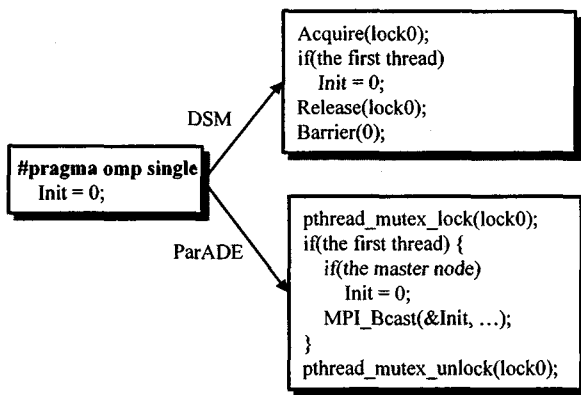 Acquire(lock0);
if(the first thread)
Init = 0;
Release(lock0);
Barrier(0);
DSM
#pragma omp single
Init = 0;
ParADE
pthread_mutex_lock(lock0);
if(the first thread) {
if(the master node)
Init = 0;
MPI_Bcast(&Init, …);
}
pthread_mutex_unlock(lock0);